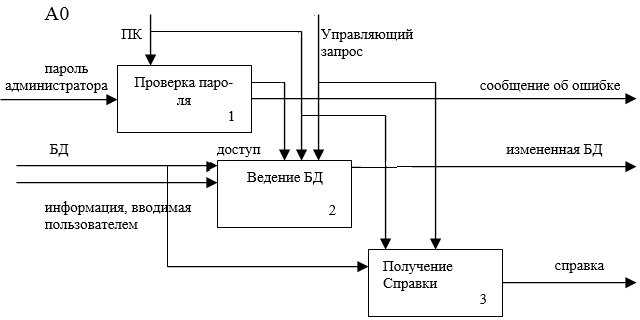 А0
ПК
Управляющий
запрос
пароль
администратора
Проверка паро-
ля
1
сообщение об ошибке
БД
доступ
Ведение БД
2
измененная БД
информация, вводимая
пользователем
Получение
Справки
3
справка